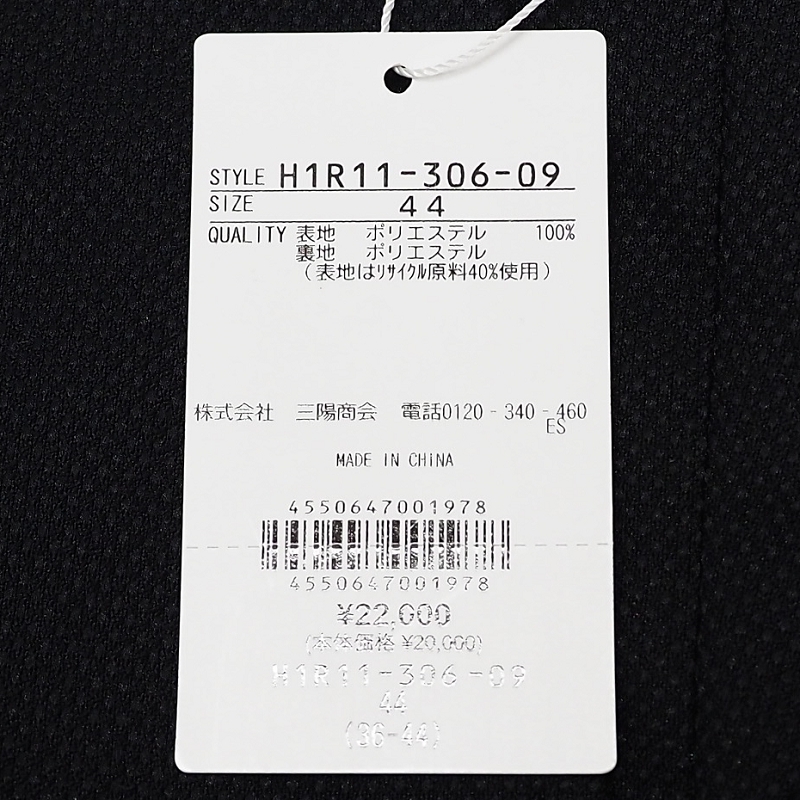 STYLE H1R11-306-09
SIZE 44
QUALITY 表地 ポリエステル 100%
裏地 ポリエステル
(表地はリサイクル原料40%使用)
株式会社 三陽商会 電話0120-340-460
ES
MADE IN CHINA
4550647001978
4550647001978
¥22,000
(本体価格 ¥20,000)
H1R11-306-09
44
(36-44)